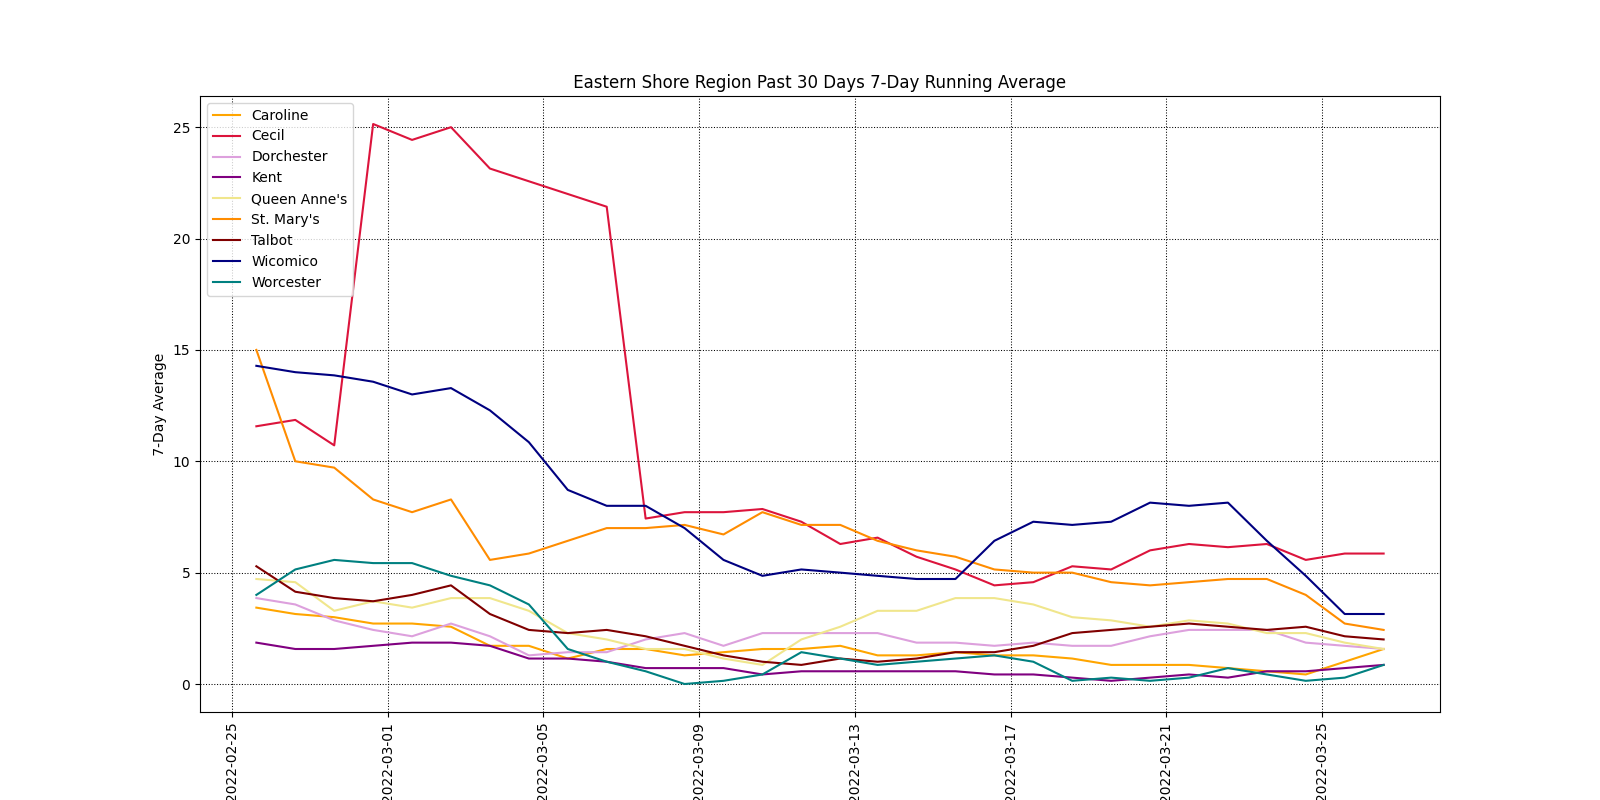 Eastern Shore Region Past 30 Days 7-Day Running Average
Caroline
Cecil
Dorchester
Kent
Queen Anne's
St. Mary's
Talbot
Wicomico
Worcester
25
20
15
10
5
0
7-Day Average
2022-02-25
2022-03-01
2022-03-05
2022-03-09
2022-03-13
2022-03-17
2022-03-21
2022-03-25